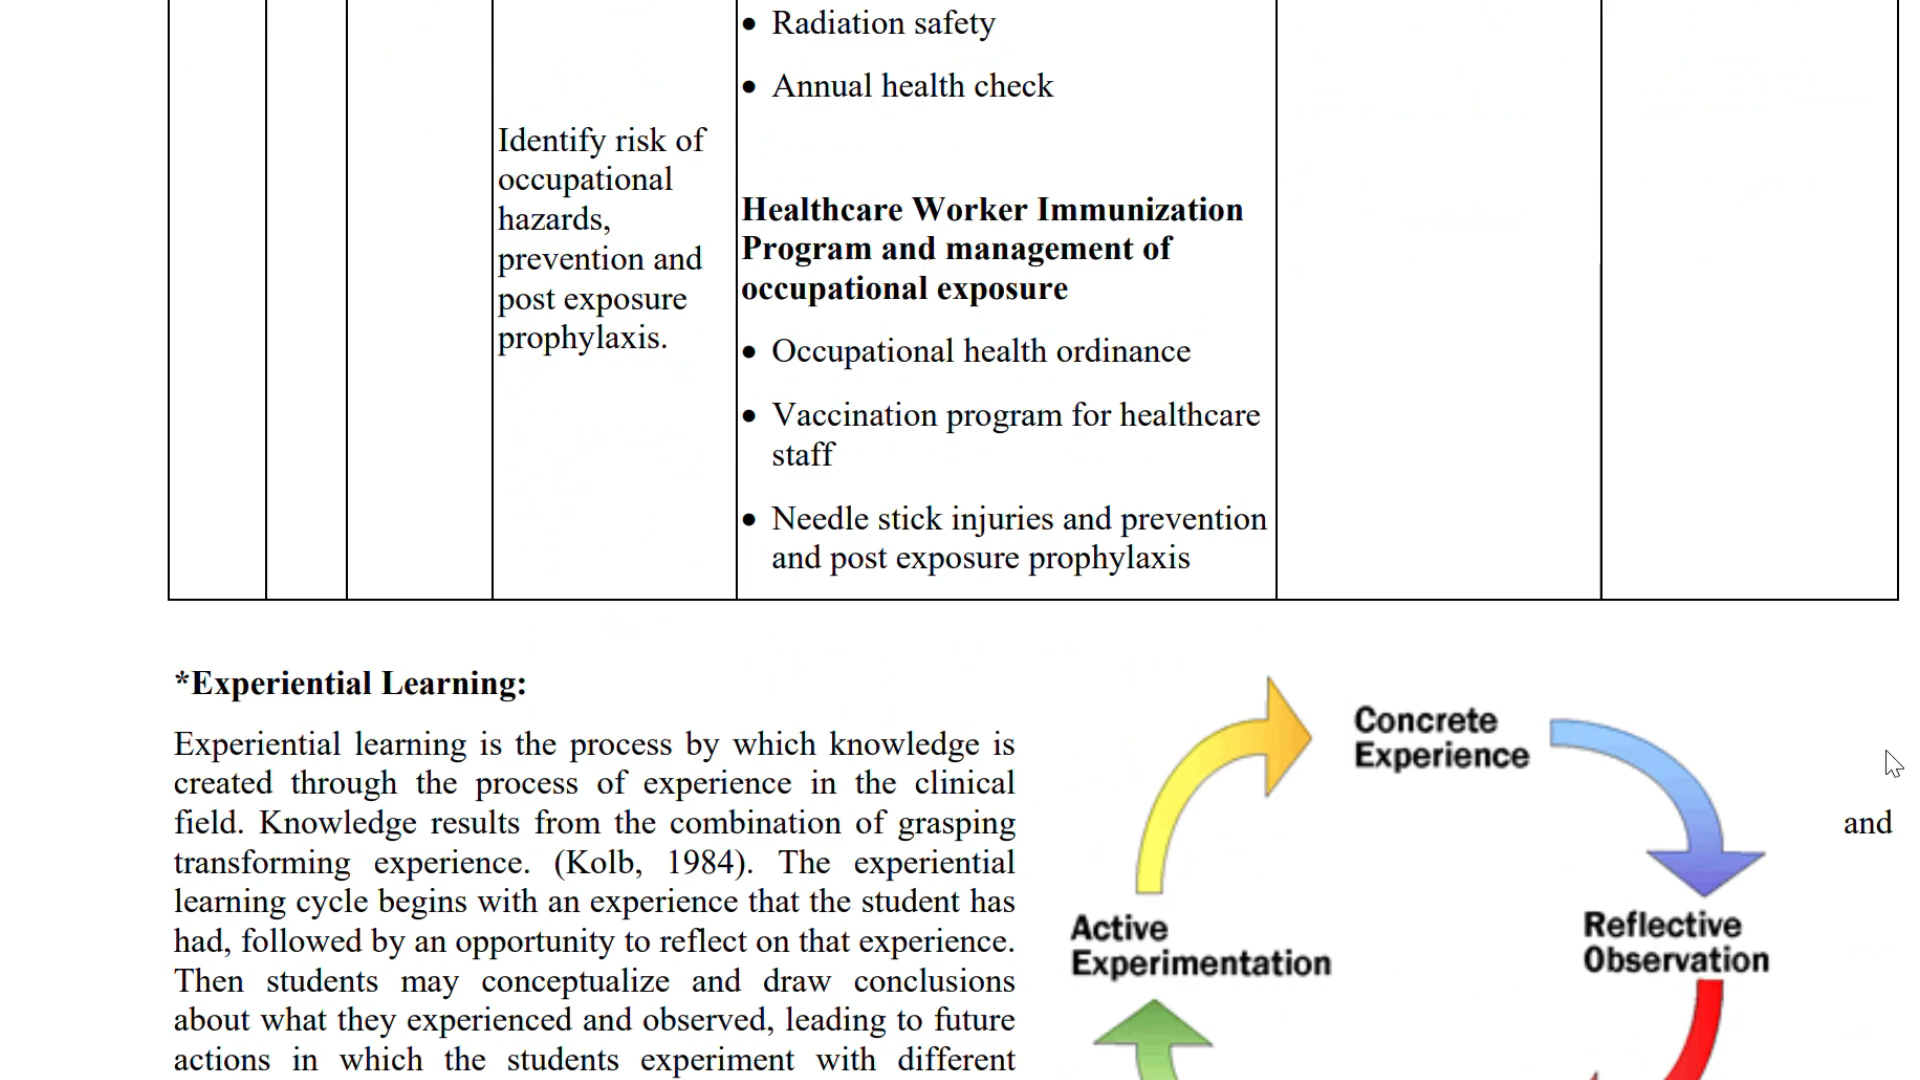 Identify risk of
occupational
hazards,
prevention and
post exposure
prophylaxis.
• Radiation safety
• Annual health check
Healthcare Worker Immunization
Program and management of
occupational exposure
• Occupational health ordinance
• Vaccination program for healthcare
staff
• Needle stick injuries and prevention
and post exposure prophylaxis
*Experiential Learning:
Experiential learning is the process by which knowledge is
created through the process of experience in the clinical
field. Knowledge results from the combination of grasping
and
transforming experience. (Kolb, 1984). The experiential
learning cycle begins with an experience that the student has
had, followed by an opportunity to reflect on that experience.
Then students may conceptualize and draw conclusions
about what they experienced and observed, leading to future
actions in which the students experiment with different
Concrete
Experience
Reflective
Observation
Active
Experimentation